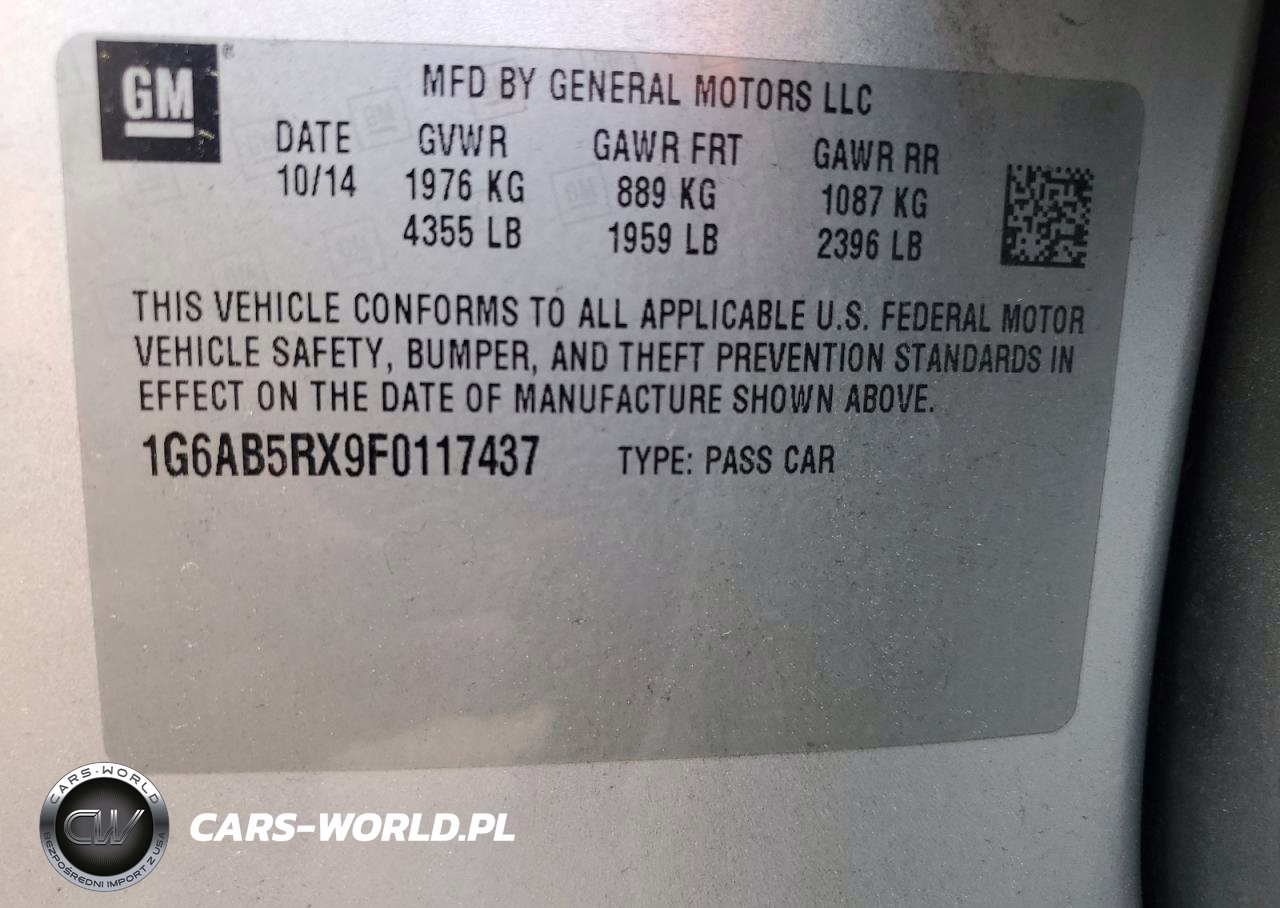 GM
®
MFD BY GENERAL MOTORS LLC
DATE GVWR GAWR FRT GAWR RR
10/14 1976 KG 889 KG 1087 KG
4355 LB 1959 LB 2396 LB
THIS VEHICLE CONFORMS TO ALL APPLICABLE U.S. FEDERAL MOTOR
VEHICLE SAFETY, BUMPER, AND THEFT PREVENTION STANDARDS IN
EFFECT ON THE DATE OF MANUFACTURE SHOWN ABOVE.
1G6AB5RX9F0117437 TYPE: PASS CAR
CARS-WORLD
CW
BEZPOŚREDNI IMPORT Z USA
CARS-WORLD.PL